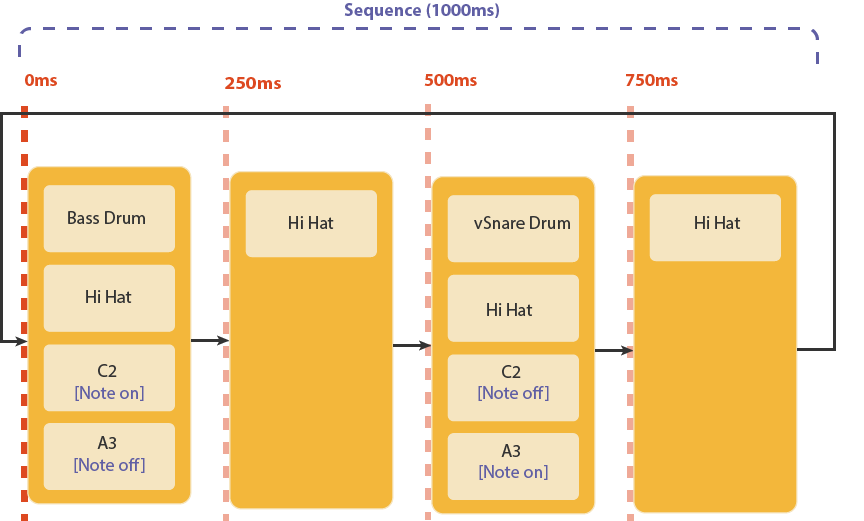 Sequence (1000ms)
0ms
250ms
500ms
750ms
Bass Drum
Hi Hat
C2
[Note on]
A3
[Note off]
Hi Hat
vSnare Drum
Hi Hat
C2
[Note off]
A3
[Note on]
Hi Hat